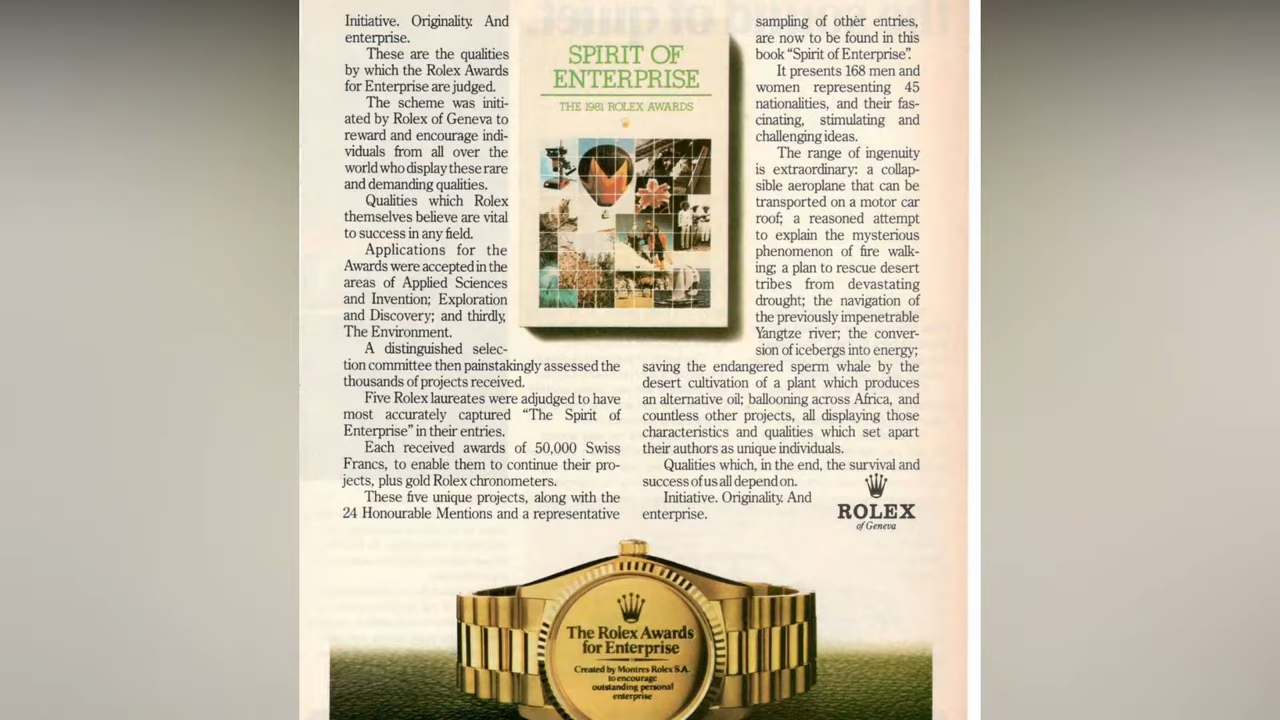 Initiative. Originality. And
enterprise.
These are the qualities
by which the Rolex Awards
for Enterprise are judged.
The scheme was initi-
ated by Rolex of Geneva to
reward and encourage indi-
viduals from all over the
world who display these rare
and demanding qualities.
Qualities which Rolex
themselves believe are vital
to success in any field.
Applications for the
Awards were accepted in the
areas of Applied Sciences
and Invention; Exploration
and Discovery; and thirdly,
The Environment.
A distinguished selec-
tion committee then painstakingly assessed the
thousands of projects received.
Five Rolex laureates were adjudged to have
most accurately captured “The Spirit of
Enterprise” in their entries.
Each received awards of 50,000 Swiss
Francs, to enable them to continue their pro-
jects, plus gold Rolex chronometers.
These five unique projects, along with the
24 Honourable Mentions and a representative
SPIRIT OF
ENTERPRISE
THE 1981 ROLEX AWARDS
sampling of other entries,
are now to be found in this
book “Spirit of Enterprise”.
It presents 168 men and
women representing 45
nationalities, and their fas-
cinating, stimulating and
challenging ideas.
The range of ingenuity
is extraordinary: a collap-
sible aeroplane that can be
transported on a motor car
roof; a reasoned attempt
to explain the mysterious
phenomenon of fire walk-
ing; a plan to rescue desert
tribes from devastating
drought; the navigation of
the previously impenetrable
Yangtze river; the conver-
sion of icebergs into energy;
saving the endangered sperm whale by the
desert cultivation of a plant which produces
an alternative oil; ballooning across Africa, and
countless other projects, all displaying those
characteristics and qualities which set apart
their authors as unique individuals.
Qualities which, in the end, the survival and
success of us all depend on.
Initiative. Originality. And
enterprise.
ROLEX
of Geneva
The Rolex Awards
for Enterprise
Created by Montres Rolex S.A.
to encourage
outstanding personal
enterprise